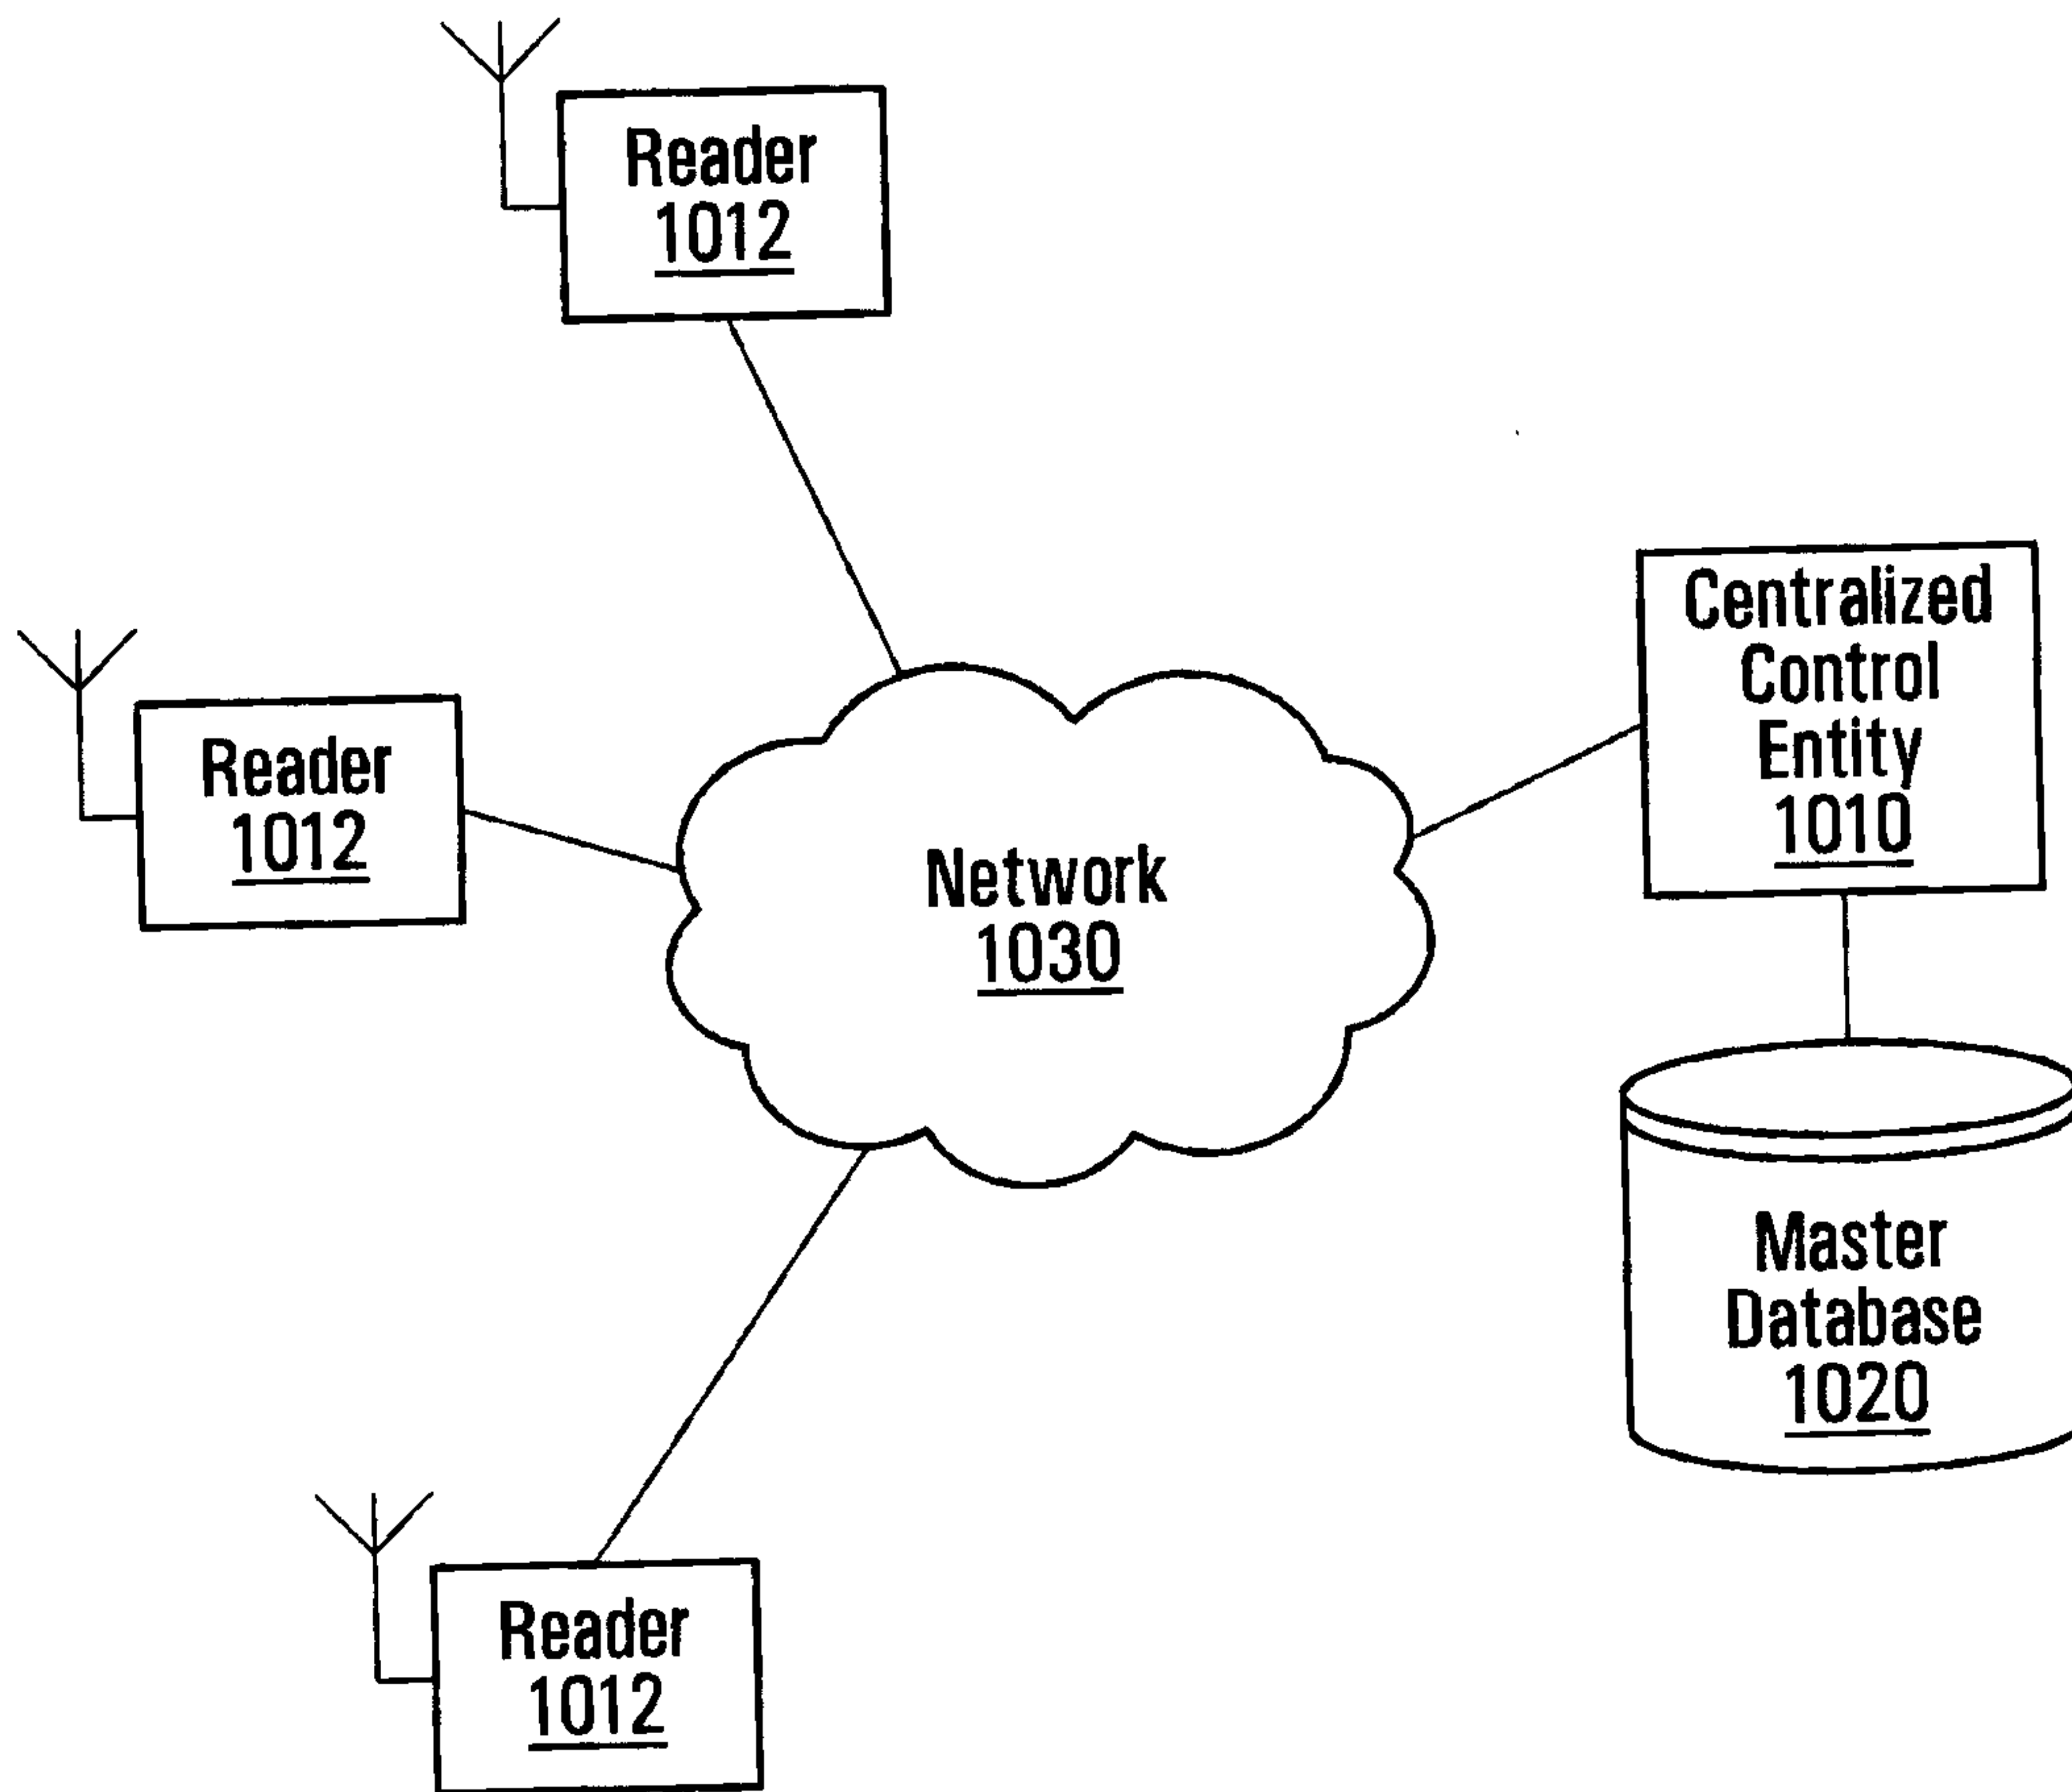 Reader
1012
Reader
1012
Network
1030
Centralized
Control
Entity
1010
Master
Database
1020
Reader
1012